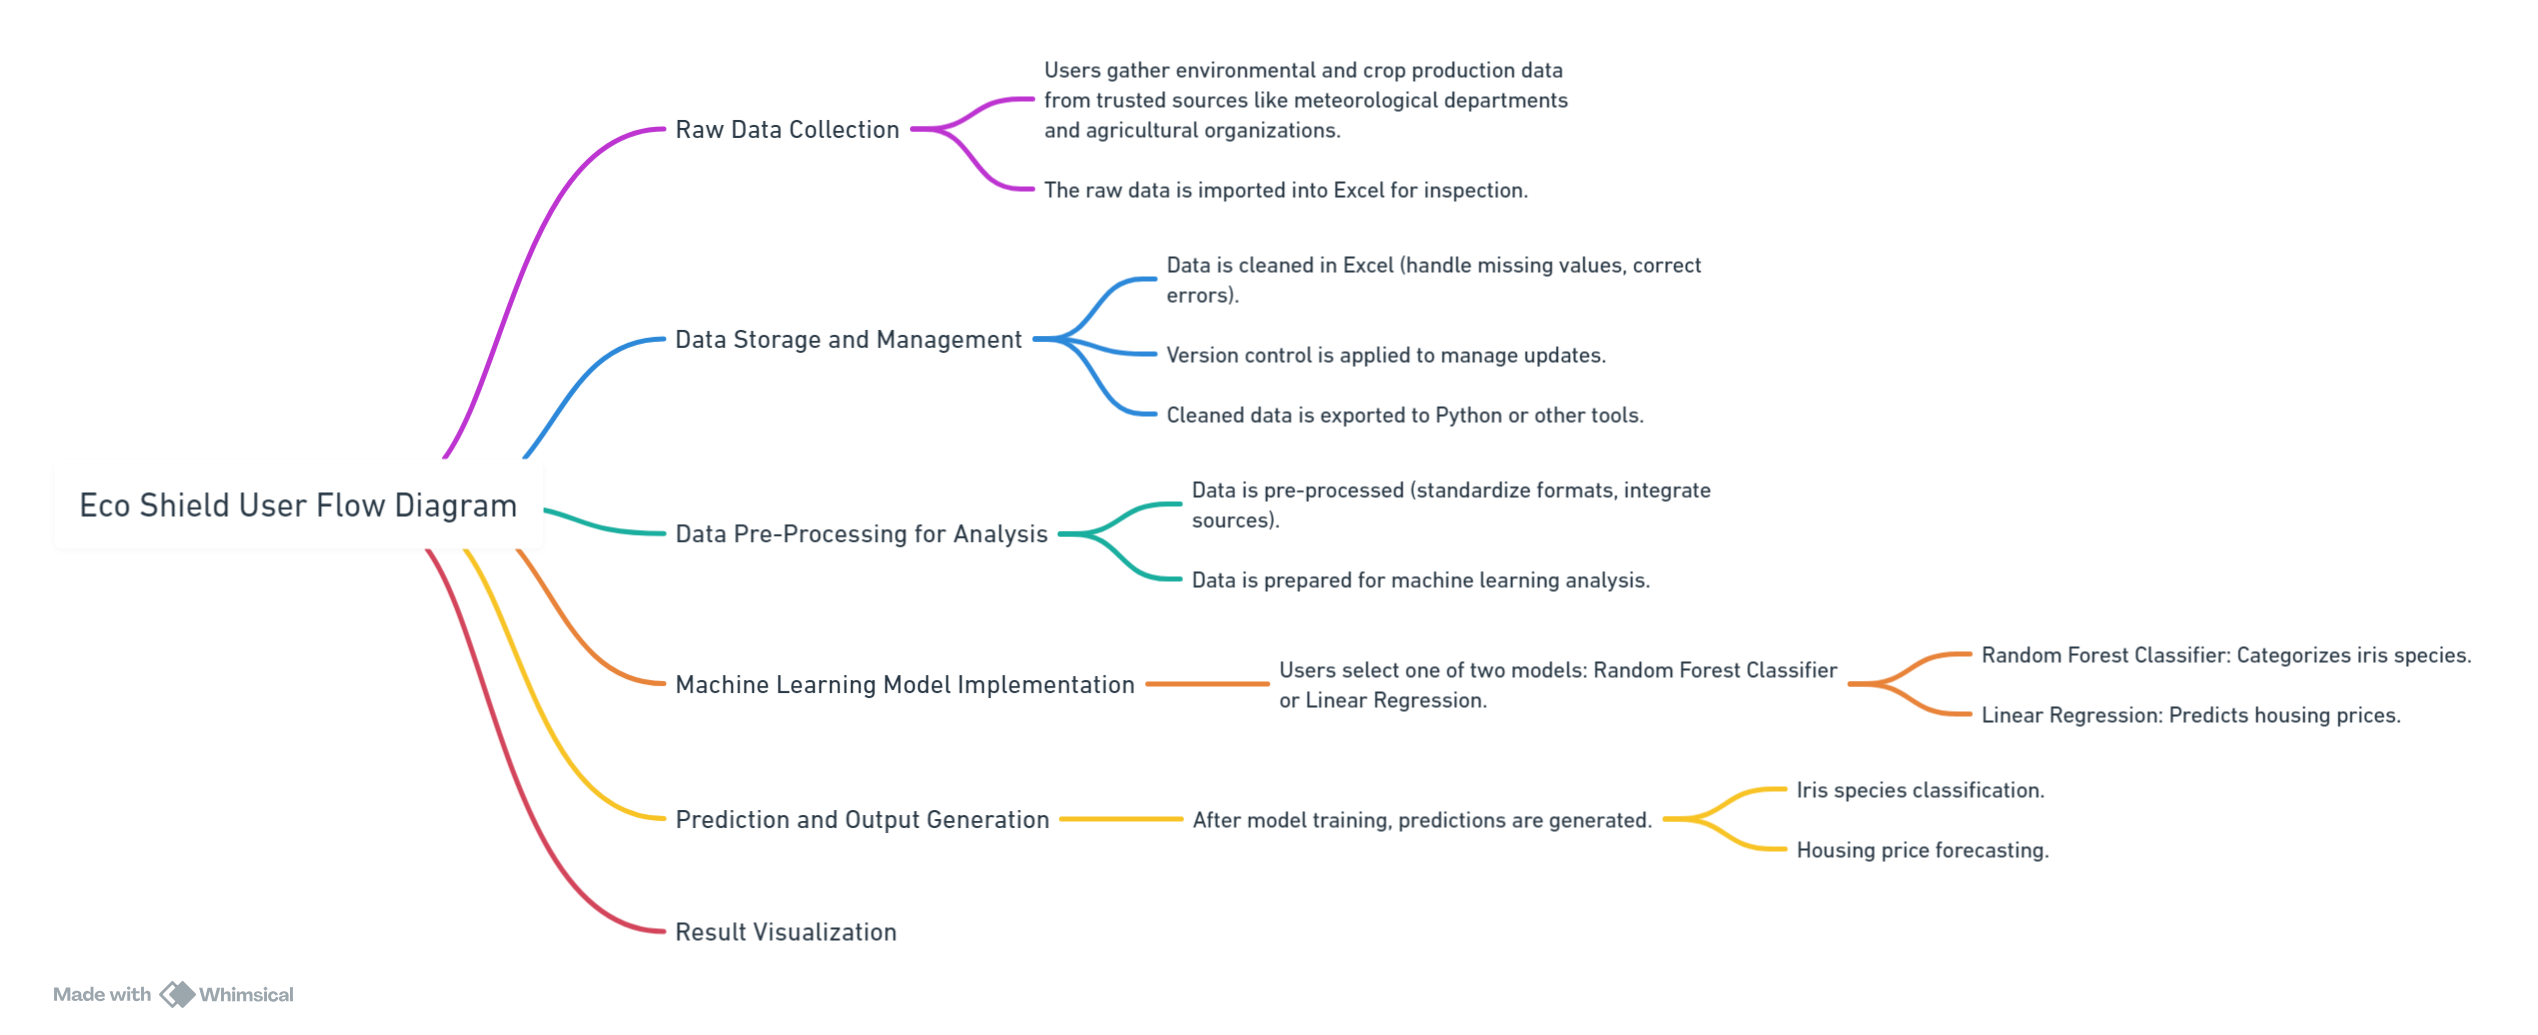 Eco Shield User Flow Diagram
Raw Data Collection
Users gather environmental and crop production data
from trusted sources like meteorological departments
and agricultural organizations.
The raw data is imported into Excel for inspection.
Data Storage and Management
Data is cleaned in Excel (handle missing values, correct
errors).
Version control is applied to manage updates.
Cleaned data is exported to Python or other tools.
Data Pre-Processing for Analysis
Data is pre-processed (standardize formats, integrate
sources).
Data is prepared for machine learning analysis.
Machine Learning Model Implementation
Users select one of two models: Random Forest Classifier
or Linear Regression.
Random Forest Classifier: Categorizes iris species.
Linear Regression: Predicts housing prices.
Prediction and Output Generation
After model training, predictions are generated.
Iris species classification.
Housing price forecasting.
Result Visualization
Made with Whimsical